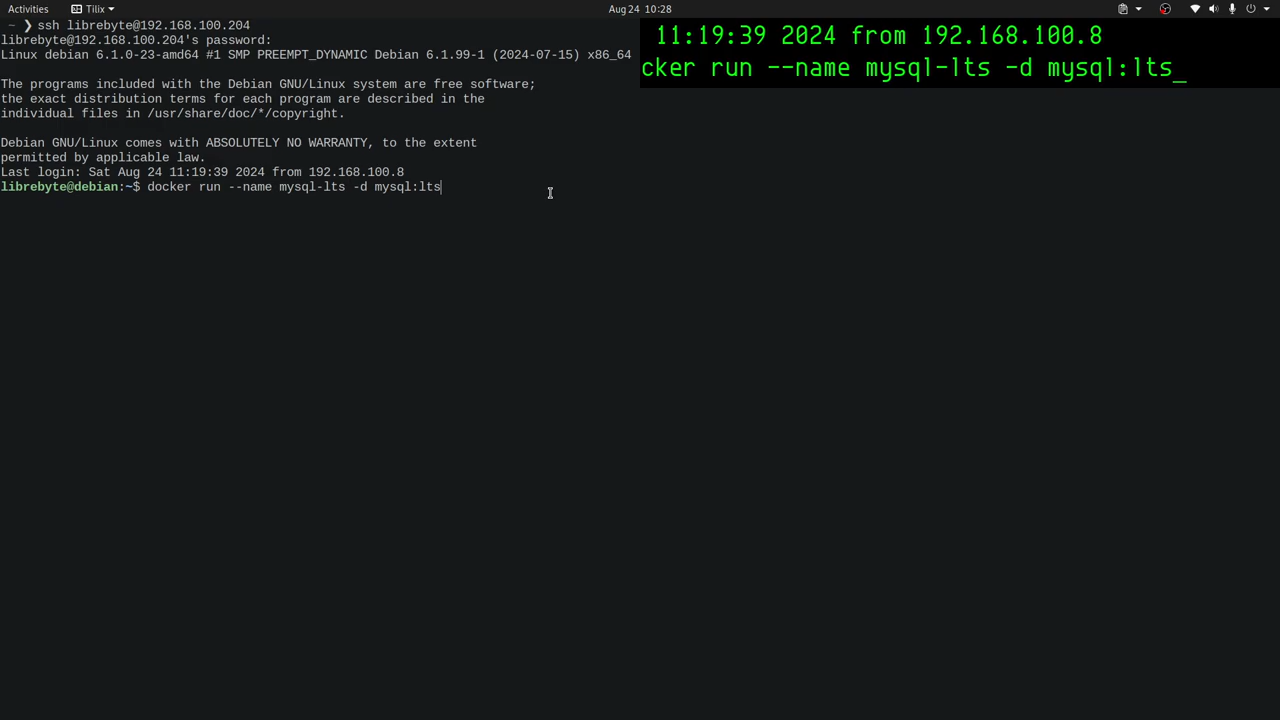 Activities
Tilix
Aug 24 10:28
~ ❯ ssh librebyte@192.168.100.204
librebyte@192.168.100.204's password:
Linux debian 6.1.0-23-amd64 #1 SMP PREEMPT_DYNAMIC Debian 6.1.99-1 (2024-07-15) x86_64
The programs included with the Debian GNU/Linux system are free software;
the exact distribution terms for each program are described in the
individual files in /usr/share/doc/*/copyright.
Debian GNU/Linux comes with ABSOLUTELY NO WARRANTY, to the extent
permitted by applicable law.
Last login: Sat Aug 24 11:19:39 2024 from 192.168.100.8
librebyte@debian:~$ docker run --name mysql-lts -d mysql:lts
11:19:39 2024 from 192.168.100.8
cker run --name mysql-lts -d mysql:lts_